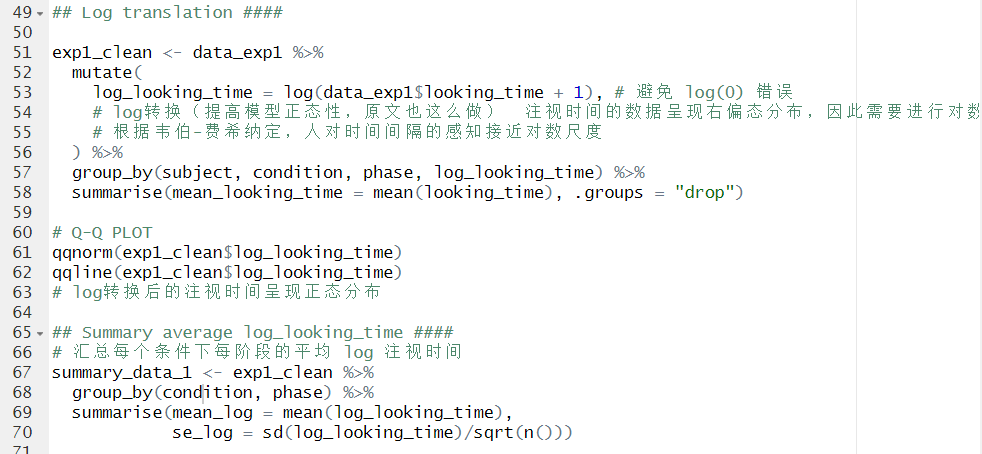 49 ## Log translation ####
50
51 exp1_clean <- data_exp1 %>%
52   mutate(
53     log_looking_time = log(data_exp1$looking_time + 1), # 避免 log(0) 错误
54     # log转换（提高模型正态性，原文也这么做）  注视时间的数据呈现右偏态分布，因此需要进行对数
55     # 根据韦伯-费希纳定，人对时间间隔的感知接近对数尺度
56   ) %>%
57   group_by(subject, condition, phase, log_looking_time) %>%
58   summarise(mean_looking_time = mean(looking_time), .groups = "drop")
59
60 # Q-Q PLOT
61 qqnorm(exp1_clean$log_looking_time)
62 qqline(exp1_clean$log_looking_time)
63 # log转换后的注视时间呈现正态分布
64
65 ## Summary average log_looking_time ####
66 # 汇总每个条件下每阶段的平均 log 注视时间
67 summary_data_1 <- exp1_clean %>%
68   group_by(condition, phase) %>%
69   summarise(mean_log = mean(log_looking_time),
70             se_log = sd(log_looking_time)/sqrt(n()))
71